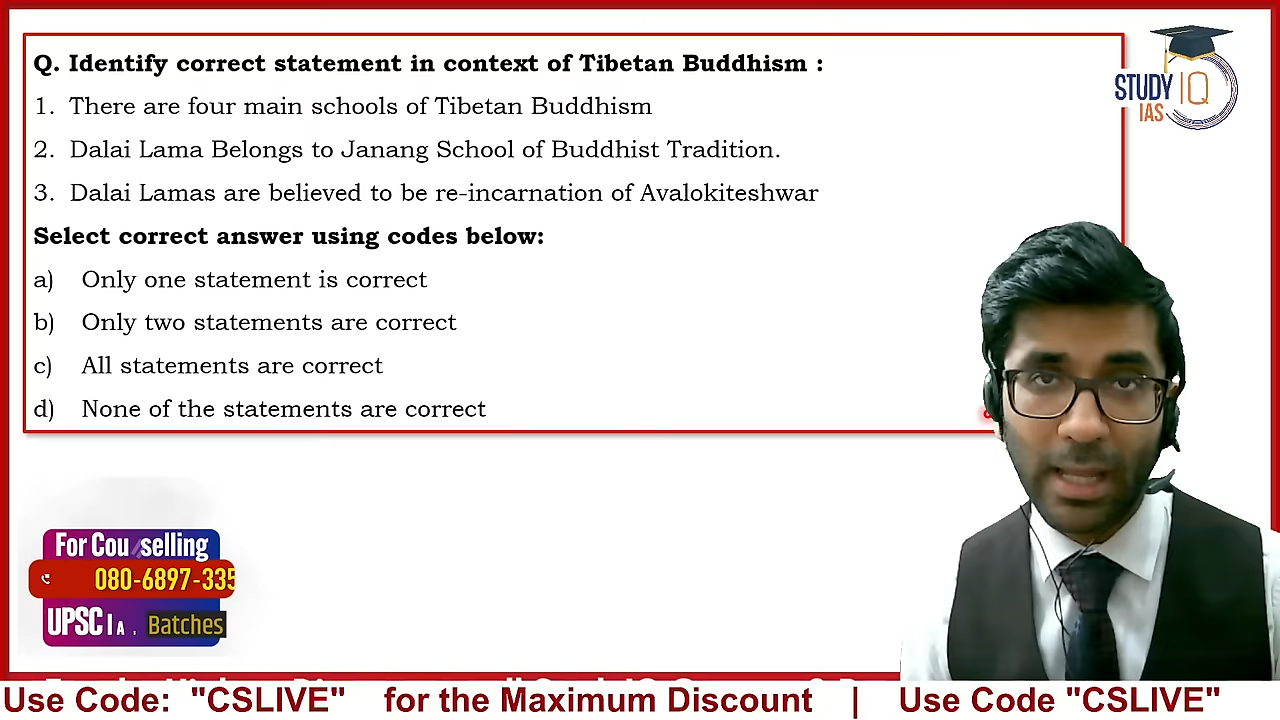 Q. Identify correct statement in context of Tibetan Buddhism :
1. There are four main schools of Tibetan Buddhism
2. Dalai Lama Belongs to Janang School of Buddhist Tradition.
3. Dalai Lamas are believed to be re-incarnation of Avalokiteshwar
Select correct answer using codes below:
a) Only one statement is correct
b) Only two statements are correct
c) All statements are correct
d) None of the statements are correct
STUDY IQ
IAS
For Cou selling
080-6897-335
UPSC I A . Batches
Use Code: "CSLIVE" for the Maximum Discount | Use Code "CSLIVE"